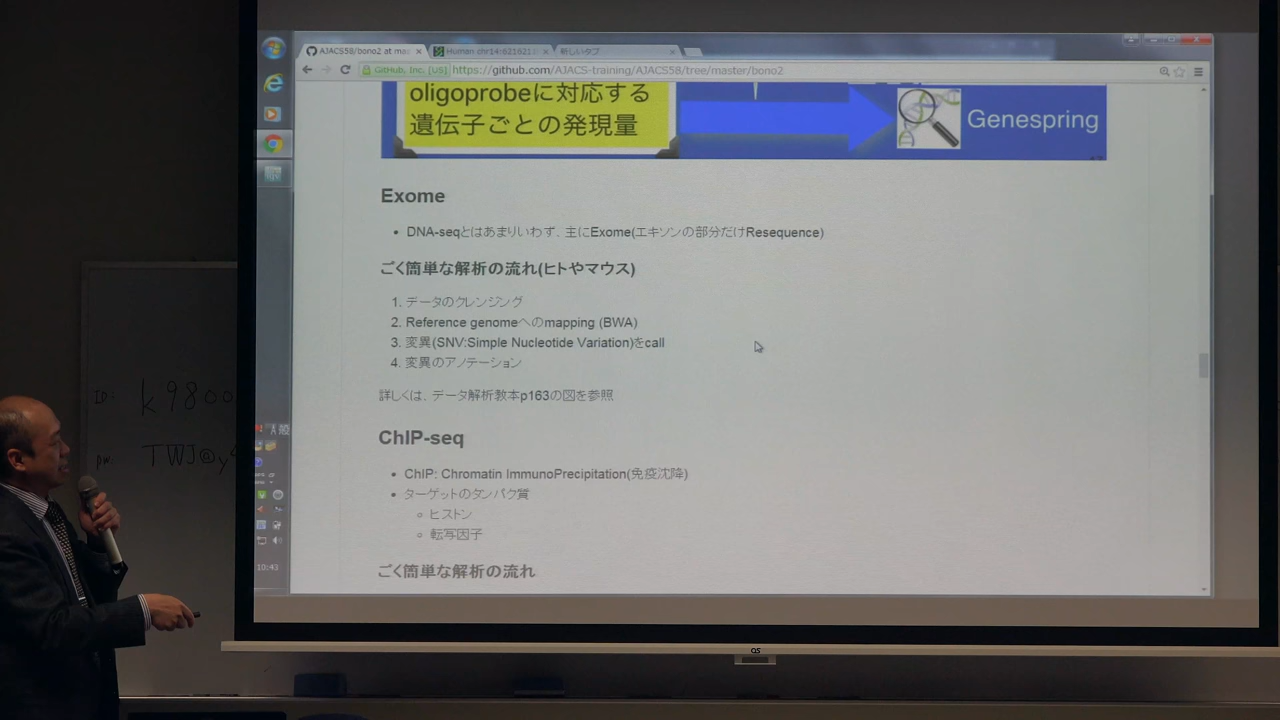 AJACS58/bono2 at mas
Human chr14:621621
新しいタブ
GitHub, Inc. [US]
https://github.com/AJACS-training/AJACS58/tree/master/bono2
oligoprobeに対応する
遺伝子ごとの発現量
Genespring
Exome
DNA-seqとはあまりいわず、主にExome(エキソンの部分だけResequence)
ごく簡単な解析の流れ(ヒトやマウス)
1. データのクレンジング
2. Reference genomeへのmapping (BWA)
3. 変異(SNV:Simple Nucleotide Variation)をcall
4. 変異のアノテーション
詳しくは、データ解析教本p163の図を参照
ChIP-seq
ChIP: Chromatin ImmunoPrecipitation(免疫沈降)
ターゲットのタンパク質
ヒストン
転写因子
ごく簡単な解析の流れ
A 般
10:43
ID: k9800
pw: TWJ@y
OS